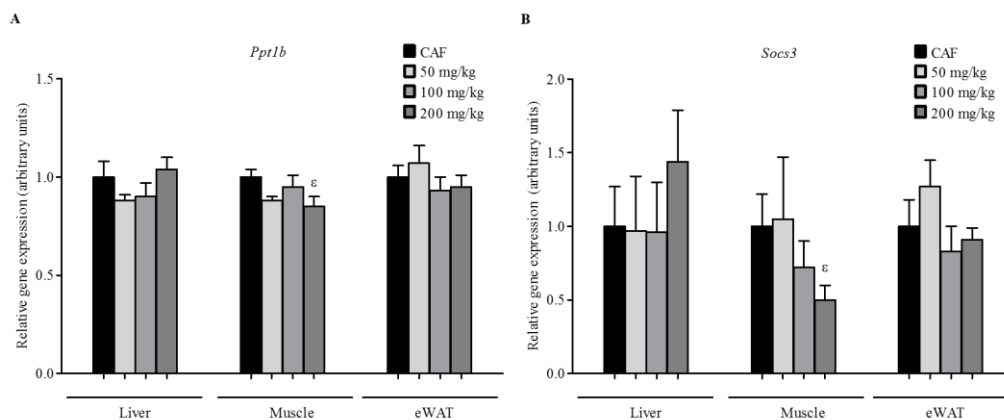 A
Ppt1b
CAF
50 mg/kg
100 mg/kg
200 mg/kg
Relative gene expression (arbitrary units)
1.5
1.0
0.5
0.0
ε
Liver
Muscle
eWAT
B
Socs3
CAF
50 mg/kg
100 mg/kg
200 mg/kg
Relative gene expression (arbitrary units)
2.0
1.5
1.0
0.5
0.0
ε
Liver
Muscle
eWAT